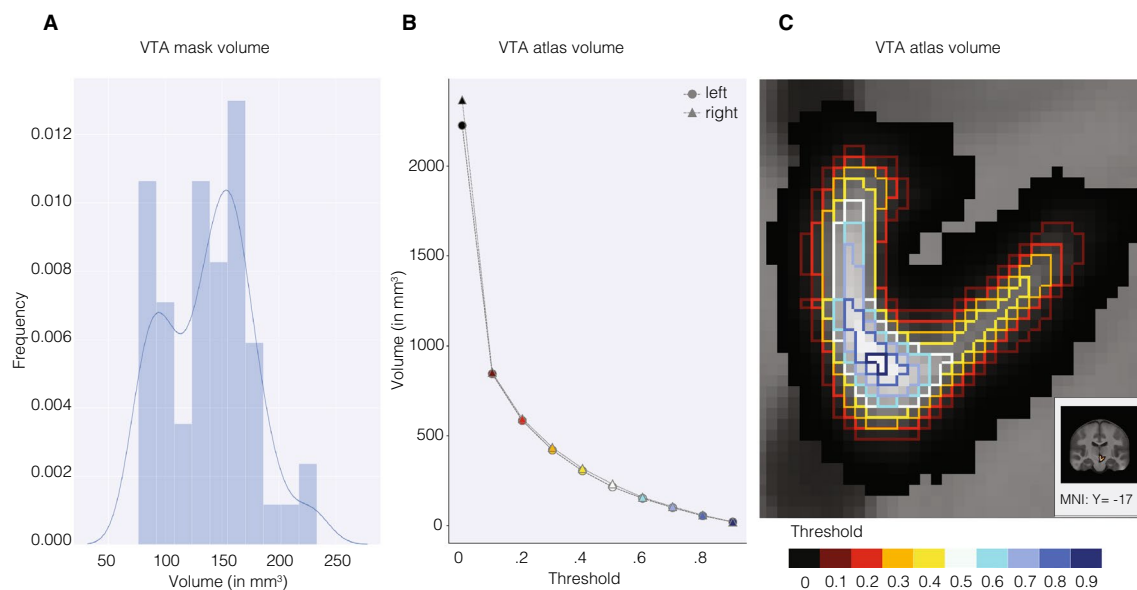 A
VTA mask volume
0.012
0.010
0.008
0.006
0.004
0.002
0.000
Frequency
50 100 150 200 250
Volume (in mm³)
B
VTA atlas volume
left
right
2000
1500
1000
500
0
Volume (in mm³)
0 .2 .4 .6 .8
Threshold
C
VTA atlas volume
MNI: Y= -17
Threshold
0 0.1 0.2 0.3 0.4 0.5 0.6 0.7 0.8 0.9